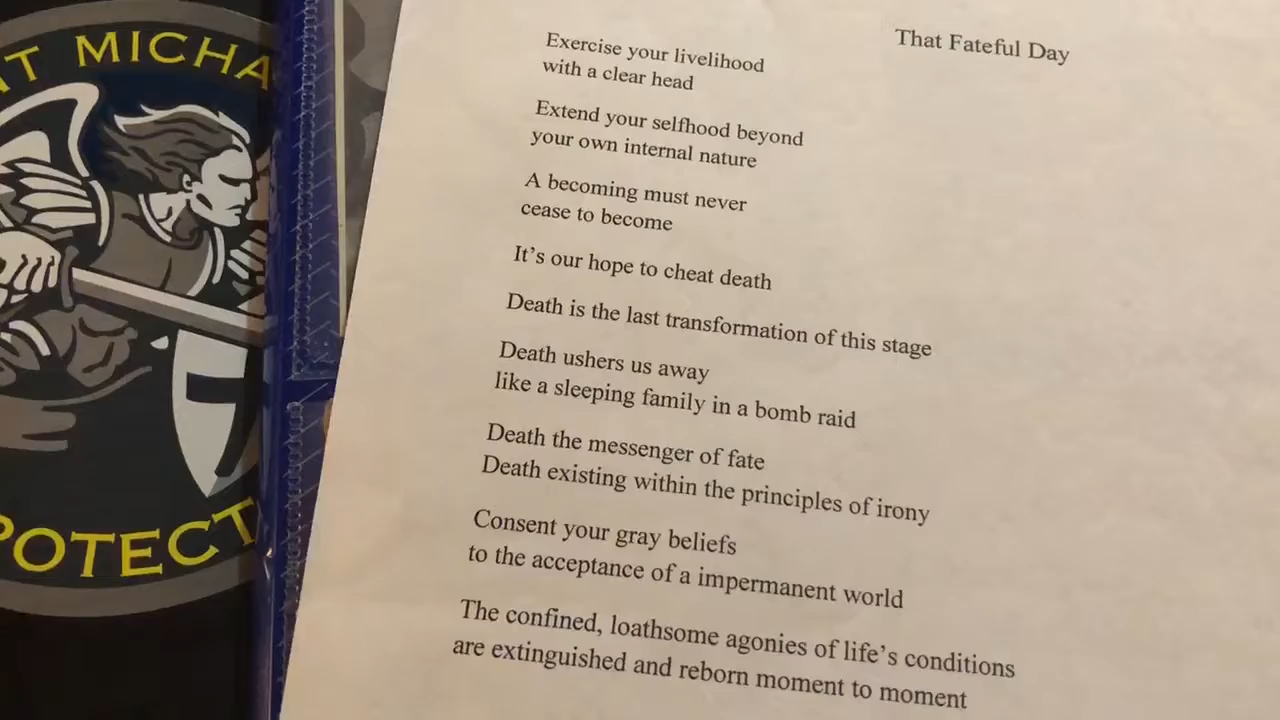 NT MICHA
POTECT
That Fateful Day
Exercise your livelihood
with a clear head
Extend your selfhood beyond
your own internal nature
A becoming must never
cease to become
It's our hope to cheat death
Death is the last transformation of this stage
Death ushers us away
like a sleeping family in a bomb raid
Death the messenger of fate
Death existing within the principles of irony
Consent your gray beliefs
to the acceptance of a impermanent world
The confined, loathsome agonies of life's conditions
are extinguished and reborn moment to moment